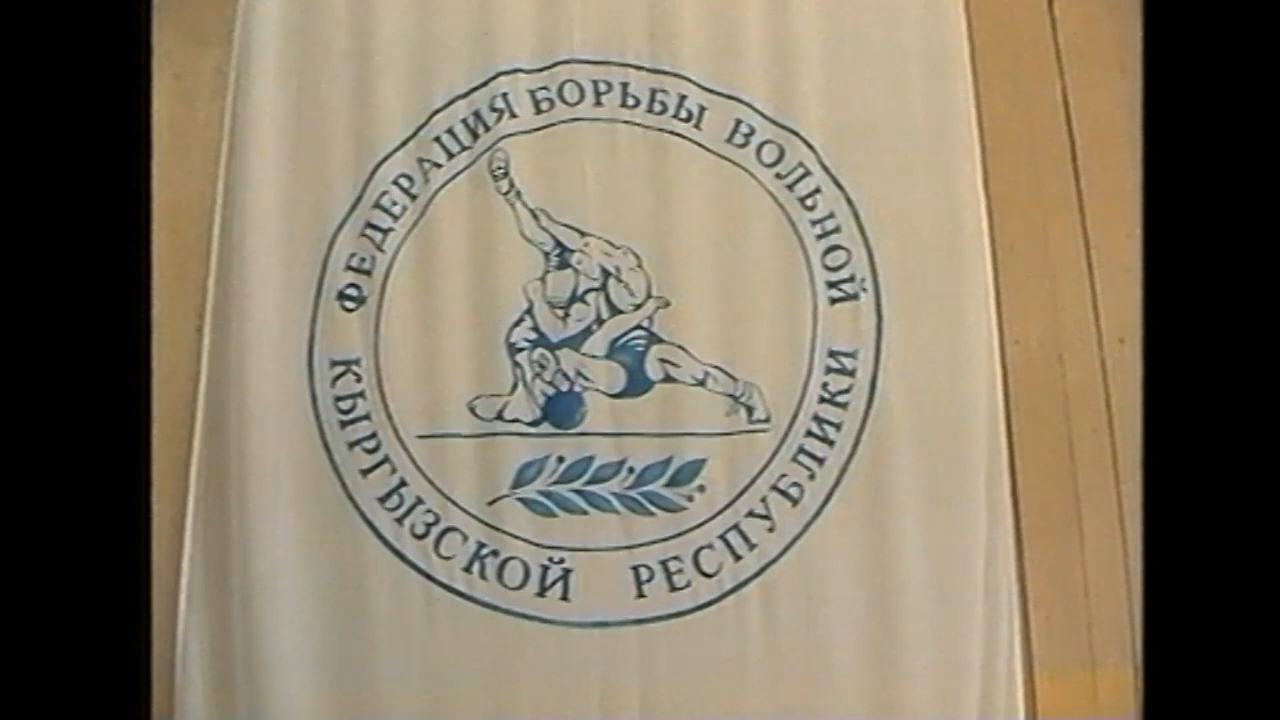 ФЕДЕРАЦИЯ БОРЬБЫ ВОЛЬНОЙ
КЫРГЫЗСКОЙ РЕСПУБЛИКИ